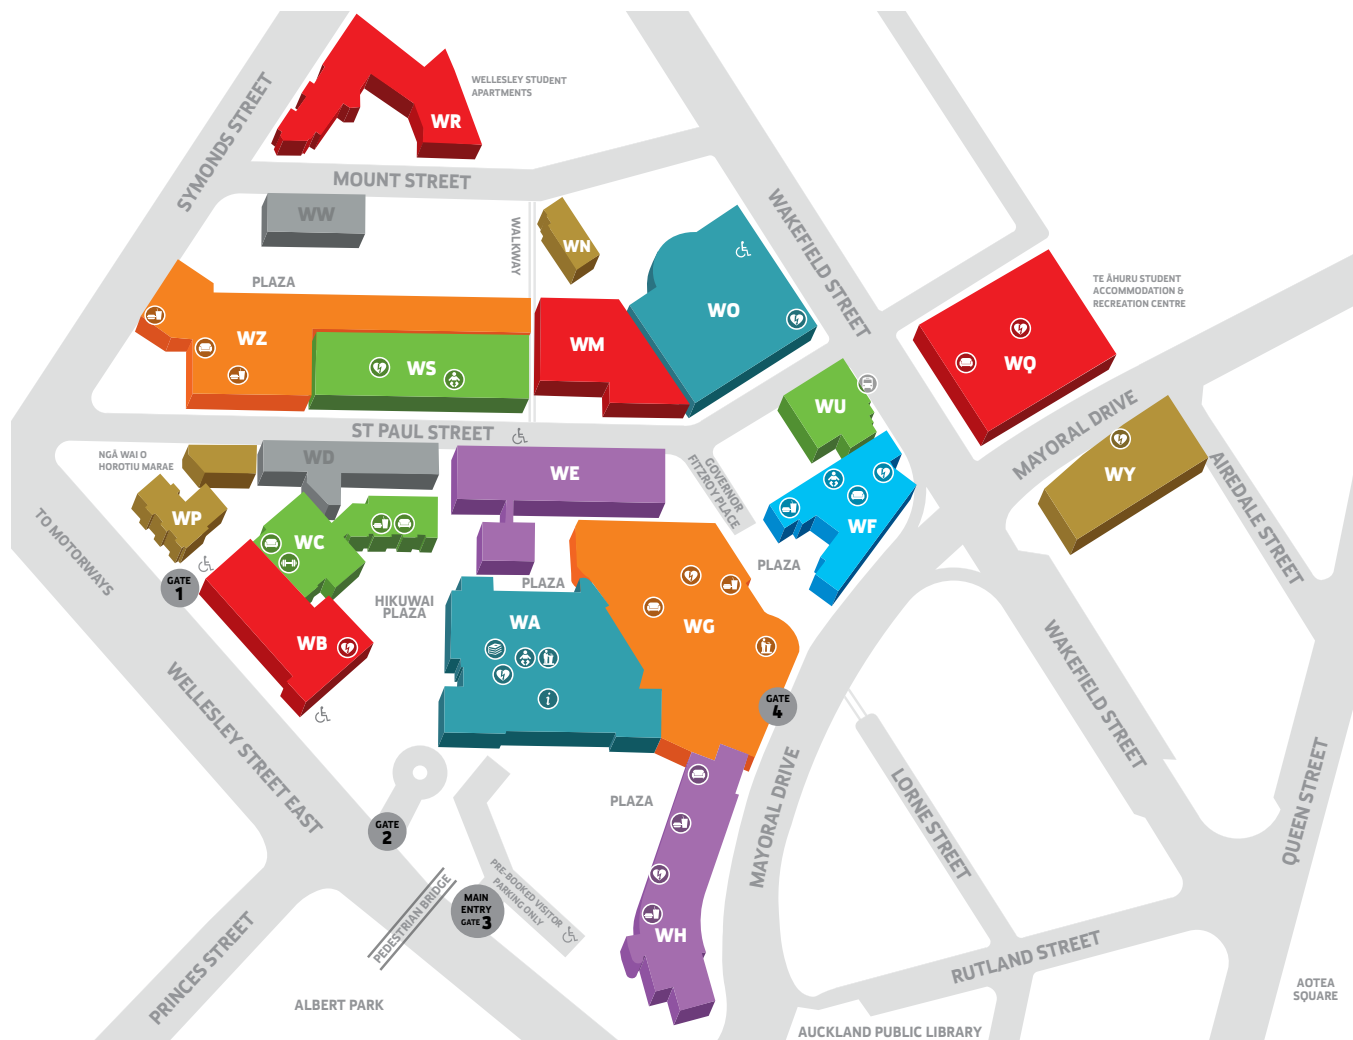 WELLESLEY STUDENT
APARTMENTS
WR
SYMONDS STREET
MOUNT STREET
WW
WALKWAY
WN
WAKEFIELD STREET
PLAZA
WO
TE ĀHURU STUDENT
ACCOMMODATION &
RECREATION CENTRE
WZ
WS
WM
WQ
WU
MAYORAL DRIVE
ST PAUL STREET
NGĀ WAI O
HOROTIU MARAE
WD
WE
GOVERNOR
FITZROY PLACE
WY
AIREDALE STREET
WP
WC
WF
TO MOTORWAYS
GATE
1
PLAZA
PLAZA
HIKUWAI
PLAZA
WA
WG
WB
WAKEFIELD STREET
WELLESLEY STREET EAST
i
GATE
4
MAYORAL DRIVE
LORNE STREET
QUEEN STREET
PLAZA
GATE
2
PEDESTRIAN BRIDGE
MAIN
ENTRY
GATE 3
PRE-BOOKED VISITOR
PARKING ONLY
WH
PRINCES STREET
ALBERT PARK
RUTLAND STREET
AOTEA
SQUARE
AUCKLAND PUBLIC LIBRARY